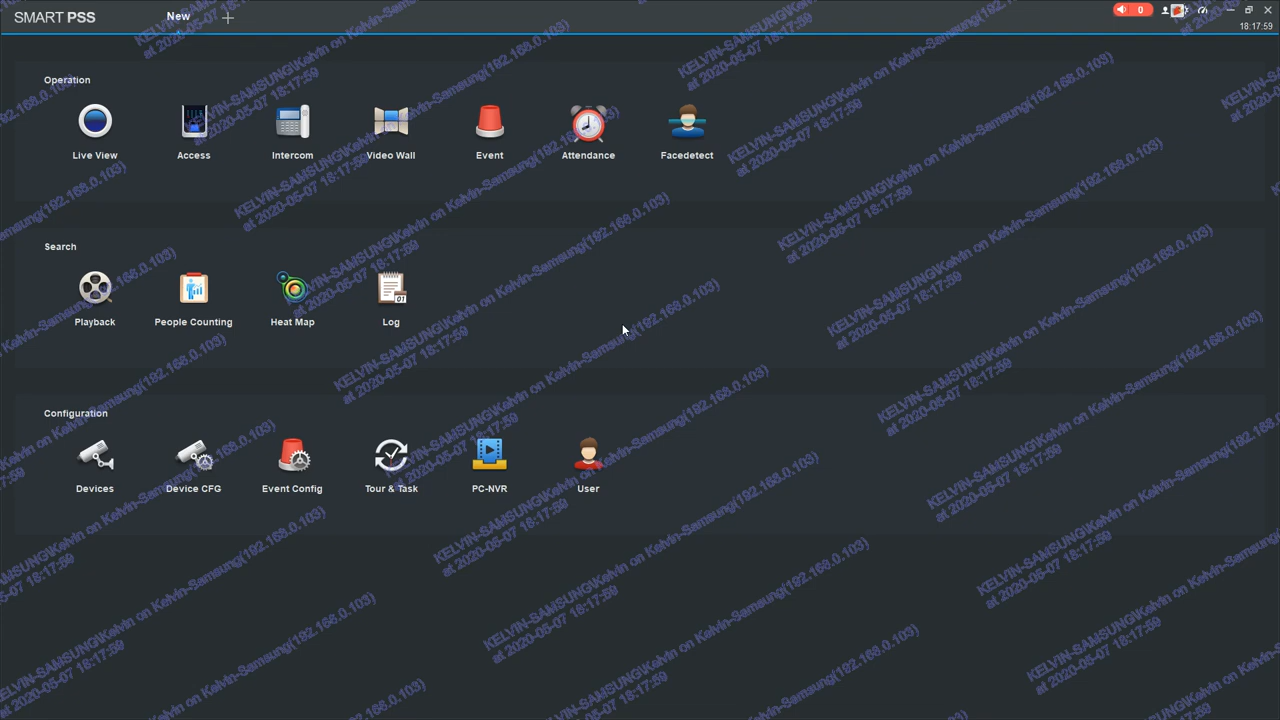 SMART PSS New +
0
18:17:59
Operation
Live View Access Intercom Video Wall Event Attendance Facedetect
Search
Playback People Counting Heat Map Log
01
Configuration
Devices Device CFG Event Config Tour & Task PC-NVR User
KELVIN-SAMSUNG\Kelvin on Kelvin-Samsung(192.168.0.103)
at 2020-05-07 18:17:59